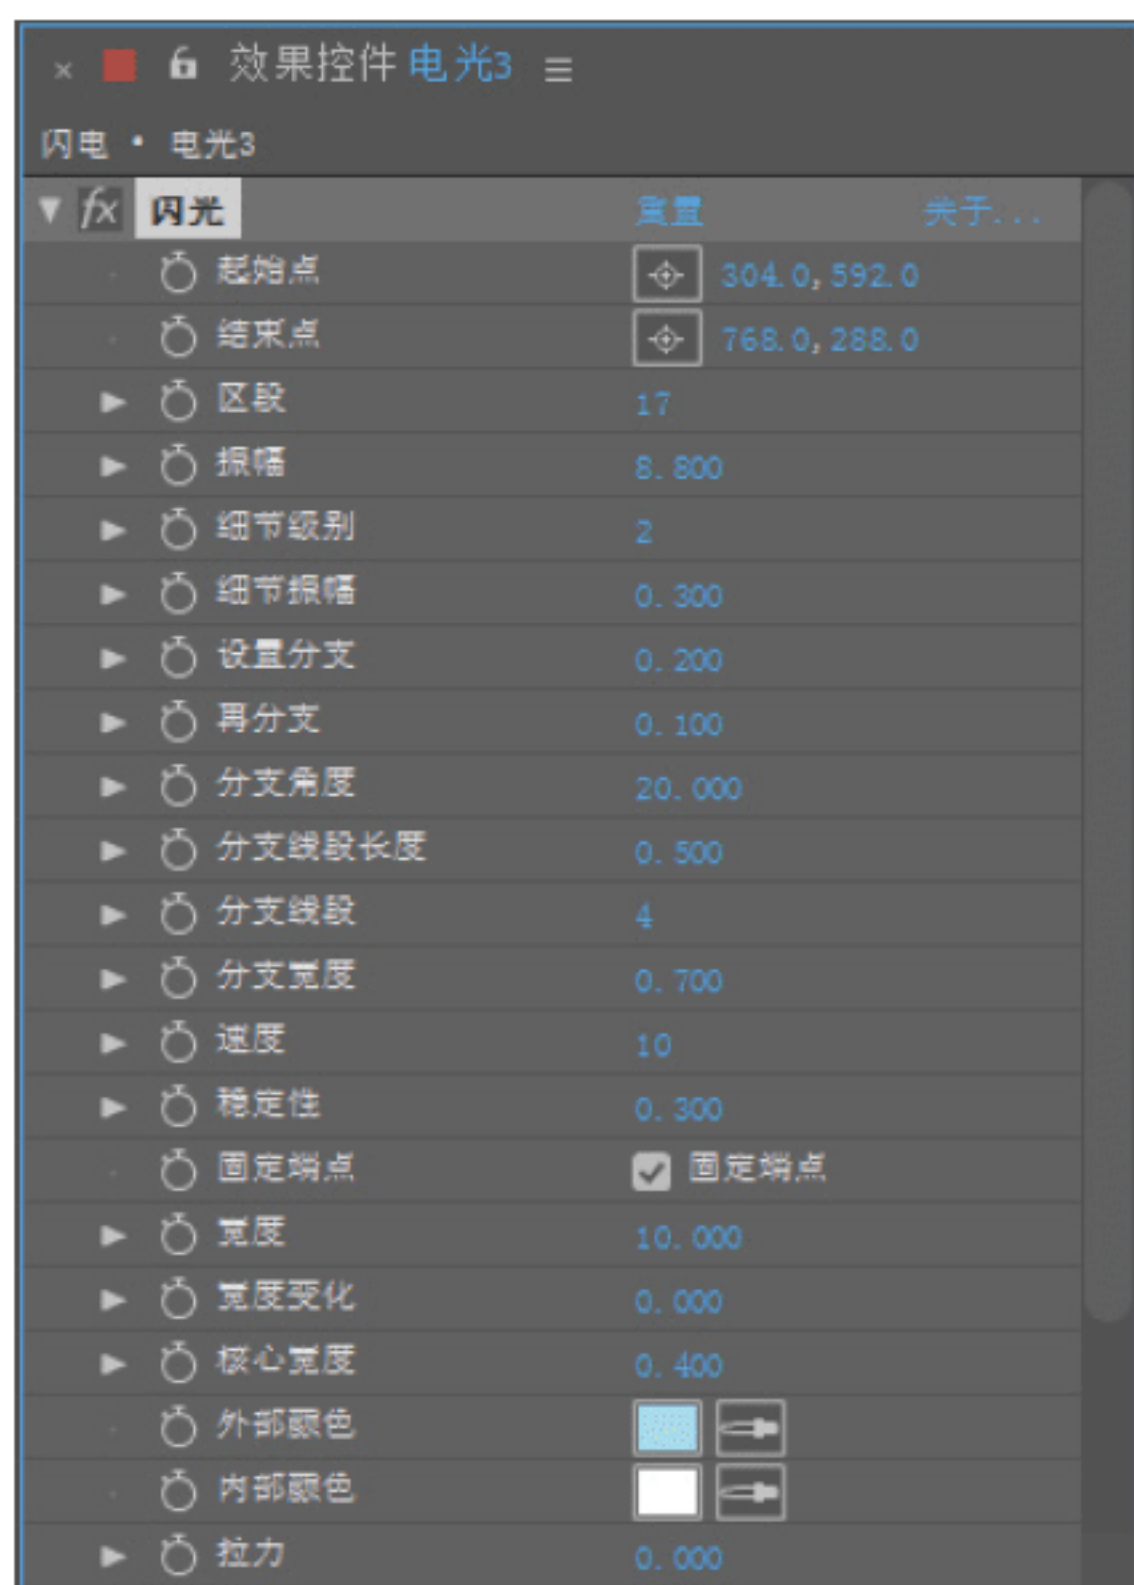 效果控件 电光3
闪电 • 电光3
fx 闪光 重置 关于...
起始点 304.0,592.0
结束点 768.0,288.0
区段 17
振幅 8.800
细节级别 2
细节振幅 0.300
设置分支 0.200
再分支 0.100
分支角度 20.000
分支线段长度 0.500
分支线段 4
分支宽度 0.700
速度 10
稳定性 0.300
固定端点 固定端点
宽度 10.000
宽度变化 0.000
核心宽度 0.400
外部颜色
内部颜色
拉力 0.000